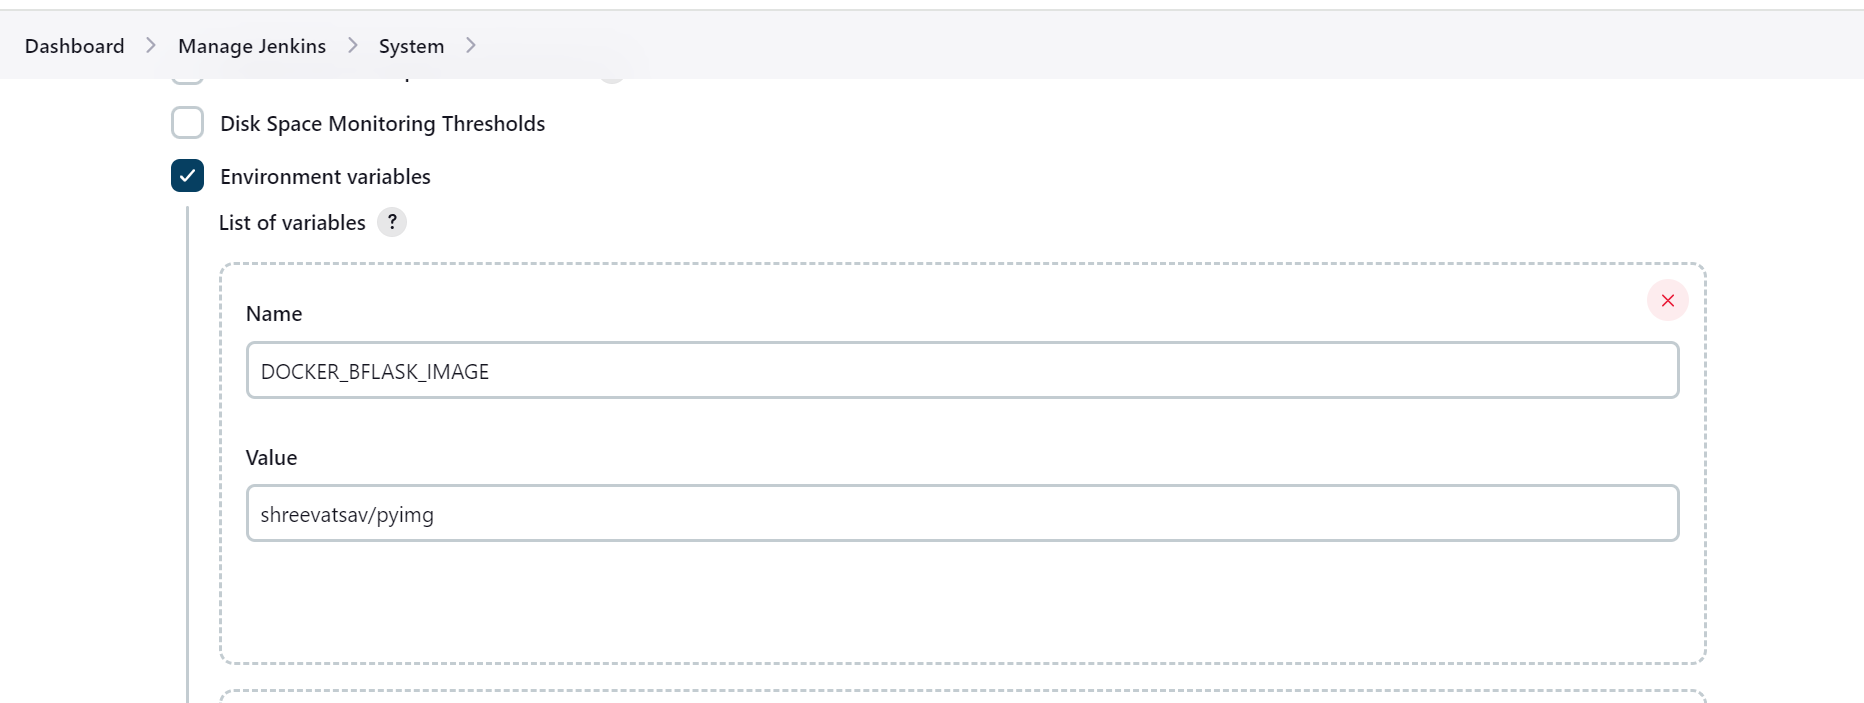 Dashboard > Manage Jenkins > System >
Disk Space Monitoring Thresholds
Environment variables
List of variables ?
Name
DOCKER_BFLASK_IMAGE
Value
shreevatsav/pyimg